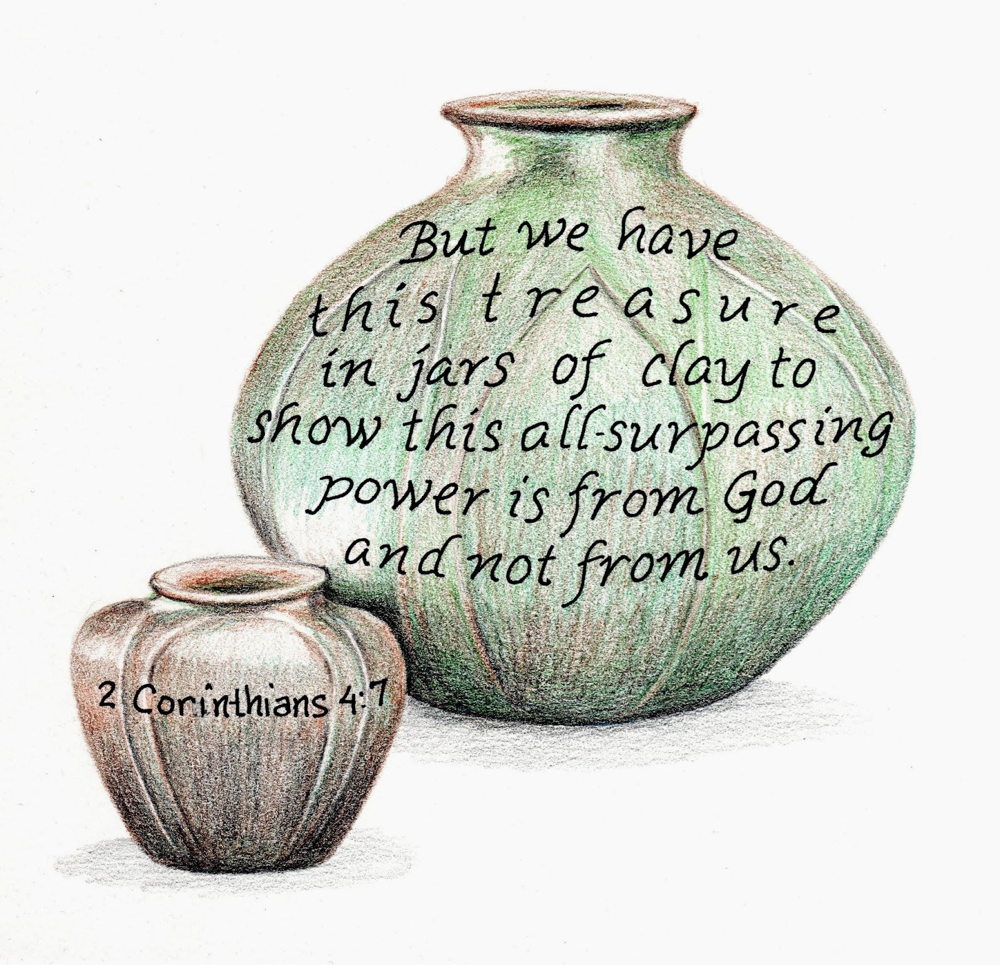 But we have
this treasure
in jars of clay to
show this all-surpassing
power is from God
and not from us.
2 Corinthians 4:7